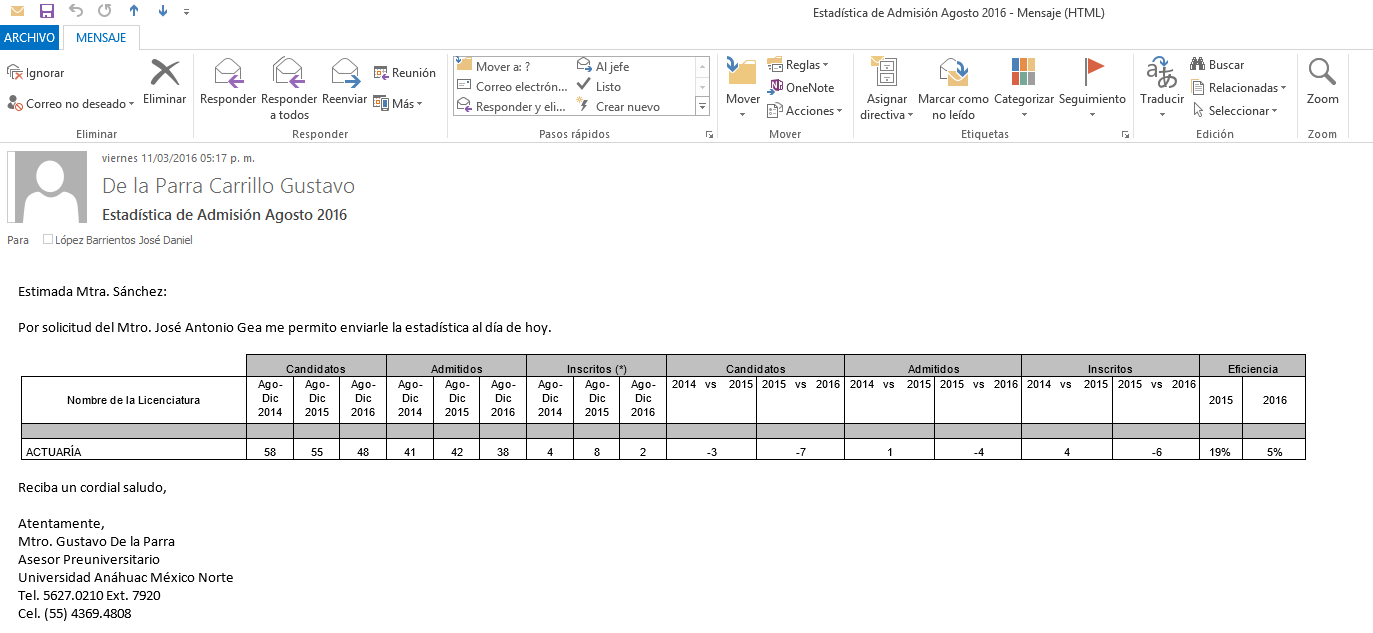 Estadística de Admisión Agosto 2016 - Mensaje (HTML)
ARCHIVO MENSAJE
Ignorar
Correo no deseado
Eliminar
Eliminar
Responder
Responder a todos
Reenviar
Reunión
Más
Responder
Mover a: ?
Correo electrón...
Responder y eli...
Al jefe
Listo
Crear nuevo
Pasos rápidos
Mover
Reglas
OneNote
Acciones
Mover
Asignar directiva
Marcar como no leído
Categorizar
Seguimiento
Etiquetas
Traducir
Buscar
Relacionadas
Seleccionar
Edición
Zoom
Zoom
viernes 11/03/2016 05:17 p. m.
De la Parra Carrillo Gustavo
Estadística de Admisión Agosto 2016
Para López Barrientos José Daniel
Estimada Mtra. Sánchez:
Por solicitud del Mtro. José Antonio Gea me permito enviarle la estadística al día de hoy.
Candidatos Admitidos Inscritos (*) Candidatos Admitidos Inscritos Eficiencia
Nombre de la Licenciatura Ago-Dic 2014 Ago-Dic 2015 Ago-Dic 2016 Ago-Dic 2014 Ago-Dic 2015 Ago-Dic 2016 Ago-Dic 2014 Ago-Dic 2015 Ago-Dic 2016 2014 vs 2015 2015 vs 2016 2014 vs 2015 2015 vs 2016 2014 vs 2015 2015 vs 2016 2015 2016
ACTUARÍA 58 55 48 41 42 38 4 8 2 -3 -7 1 -4 4 -6 19% 5%
Reciba un cordial saludo,
Atentamente,
Mtro. Gustavo De la Parra
Asesor Preuniversitario
Universidad Anáhuac México Norte
Tel. 5627.0210 Ext. 7920
Cel. (55) 4369.4808